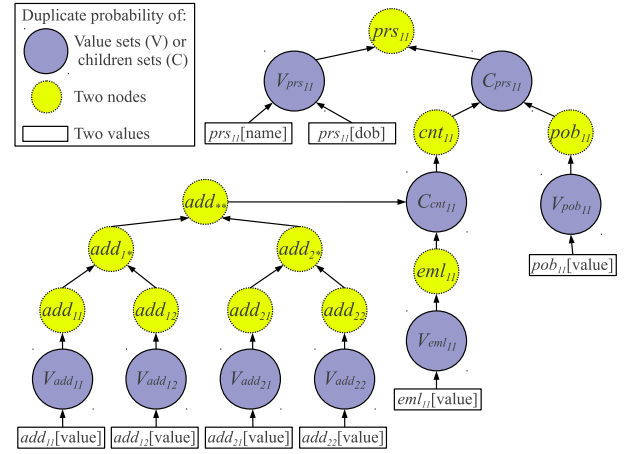 Duplicate probability of:
Value sets (V) or
children sets (C)
Two nodes
Two values
prs11
Vprs11
Cprs11
prs11[name]
prs11[dob]
cnt11
pob11
add**
Ccnt11
Vpob11
add1*
add2*
eml11
pob11[value]
add11
add12
add21
add22
Veml11
Vadd11
Vadd12
Vadd21
Vadd22
eml11[value]
add11[value]
add12[value]
add21[value]
add22[value]